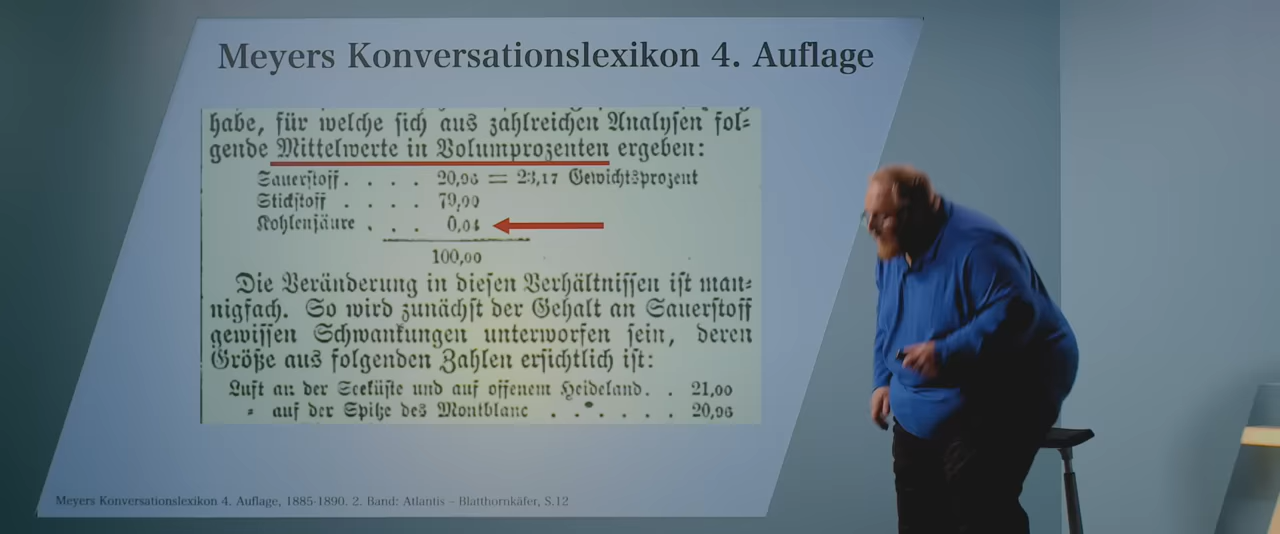 Meyers Konversationslexikon 4. Auflage
habe, für welche sich aus zahlreichen Analysen fol⸗
gende Mittelwerte in Volumprozenten ergeben:
Sauerstoff . . . . 20,96 = 23,17 Gewichtsprozent
Stickstoff . . . . 79,00
Kohlensäure . . . 0,04
100,00
Die Veränderung in diesen Verhältnissen ist man⸗
nigfach. So wird zunächst der Gehalt an Sauerstoff
gewissen Schwankungen unterworfen sein, deren
Größe aus folgenden Zahlen ersichtlich ist:
Luft an der Seeküste und auf offenem Heideland . . 21,00
⸗ auf der Spitze des Montblanc . . . . . . 20,96
Meyers Konversationslexikon 4. Auflage, 1885-1890. 2. Band: Atlantis – Blatthornkäfer, S.12